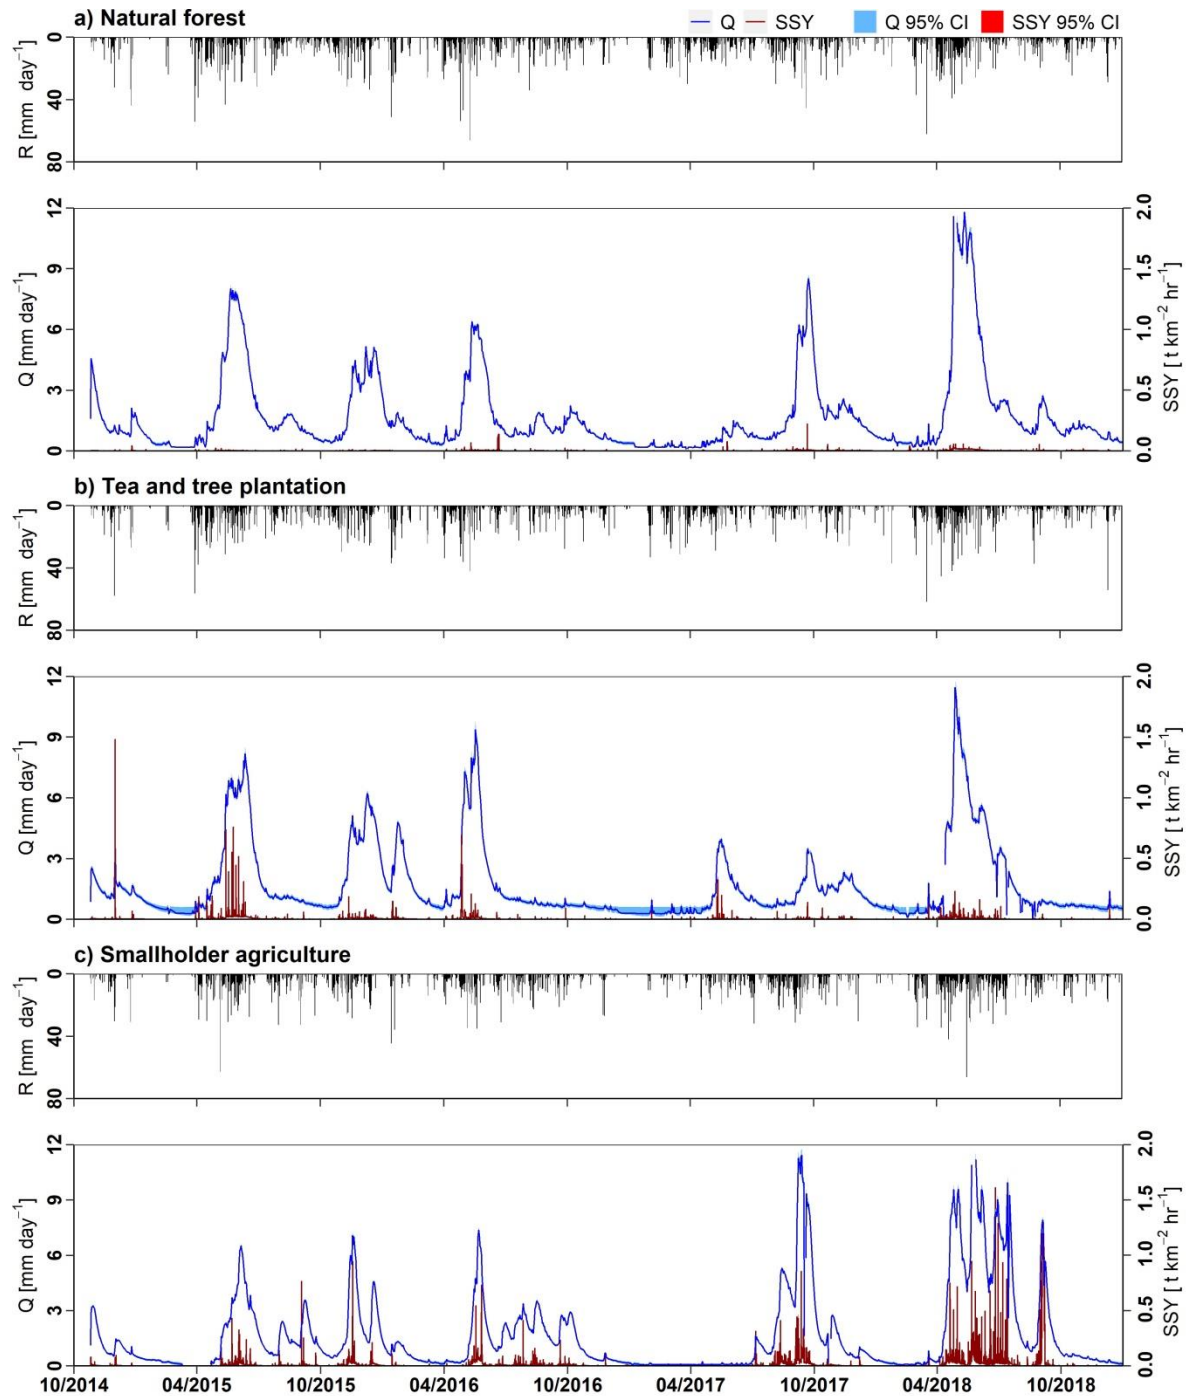 a) Natural forest
Q SSY Q 95% CI SSY 95% CI
0
40
80
R [mm day⁻¹]
12
9
6
3
0
Q [mm day⁻¹]
2.0
1.5
1.0
0.5
0.0
SSY [ t km⁻² hr⁻¹]
b) Tea and tree plantation
0
40
80
R [mm day⁻¹]
12
9
6
3
0
Q [mm day⁻¹]
2.0
1.5
1.0
0.5
0.0
SSY [ t km⁻² hr⁻¹]
c) Smallholder agriculture
0
40
80
R [mm day⁻¹]
12
9
6
3
0
Q [mm day⁻¹]
2.0
1.5
1.0
0.5
0.0
SSY [ t km⁻² hr⁻¹]
10/2014 04/2015 10/2015 04/2016 10/2016 04/2017 10/2017 04/2018 10/2018